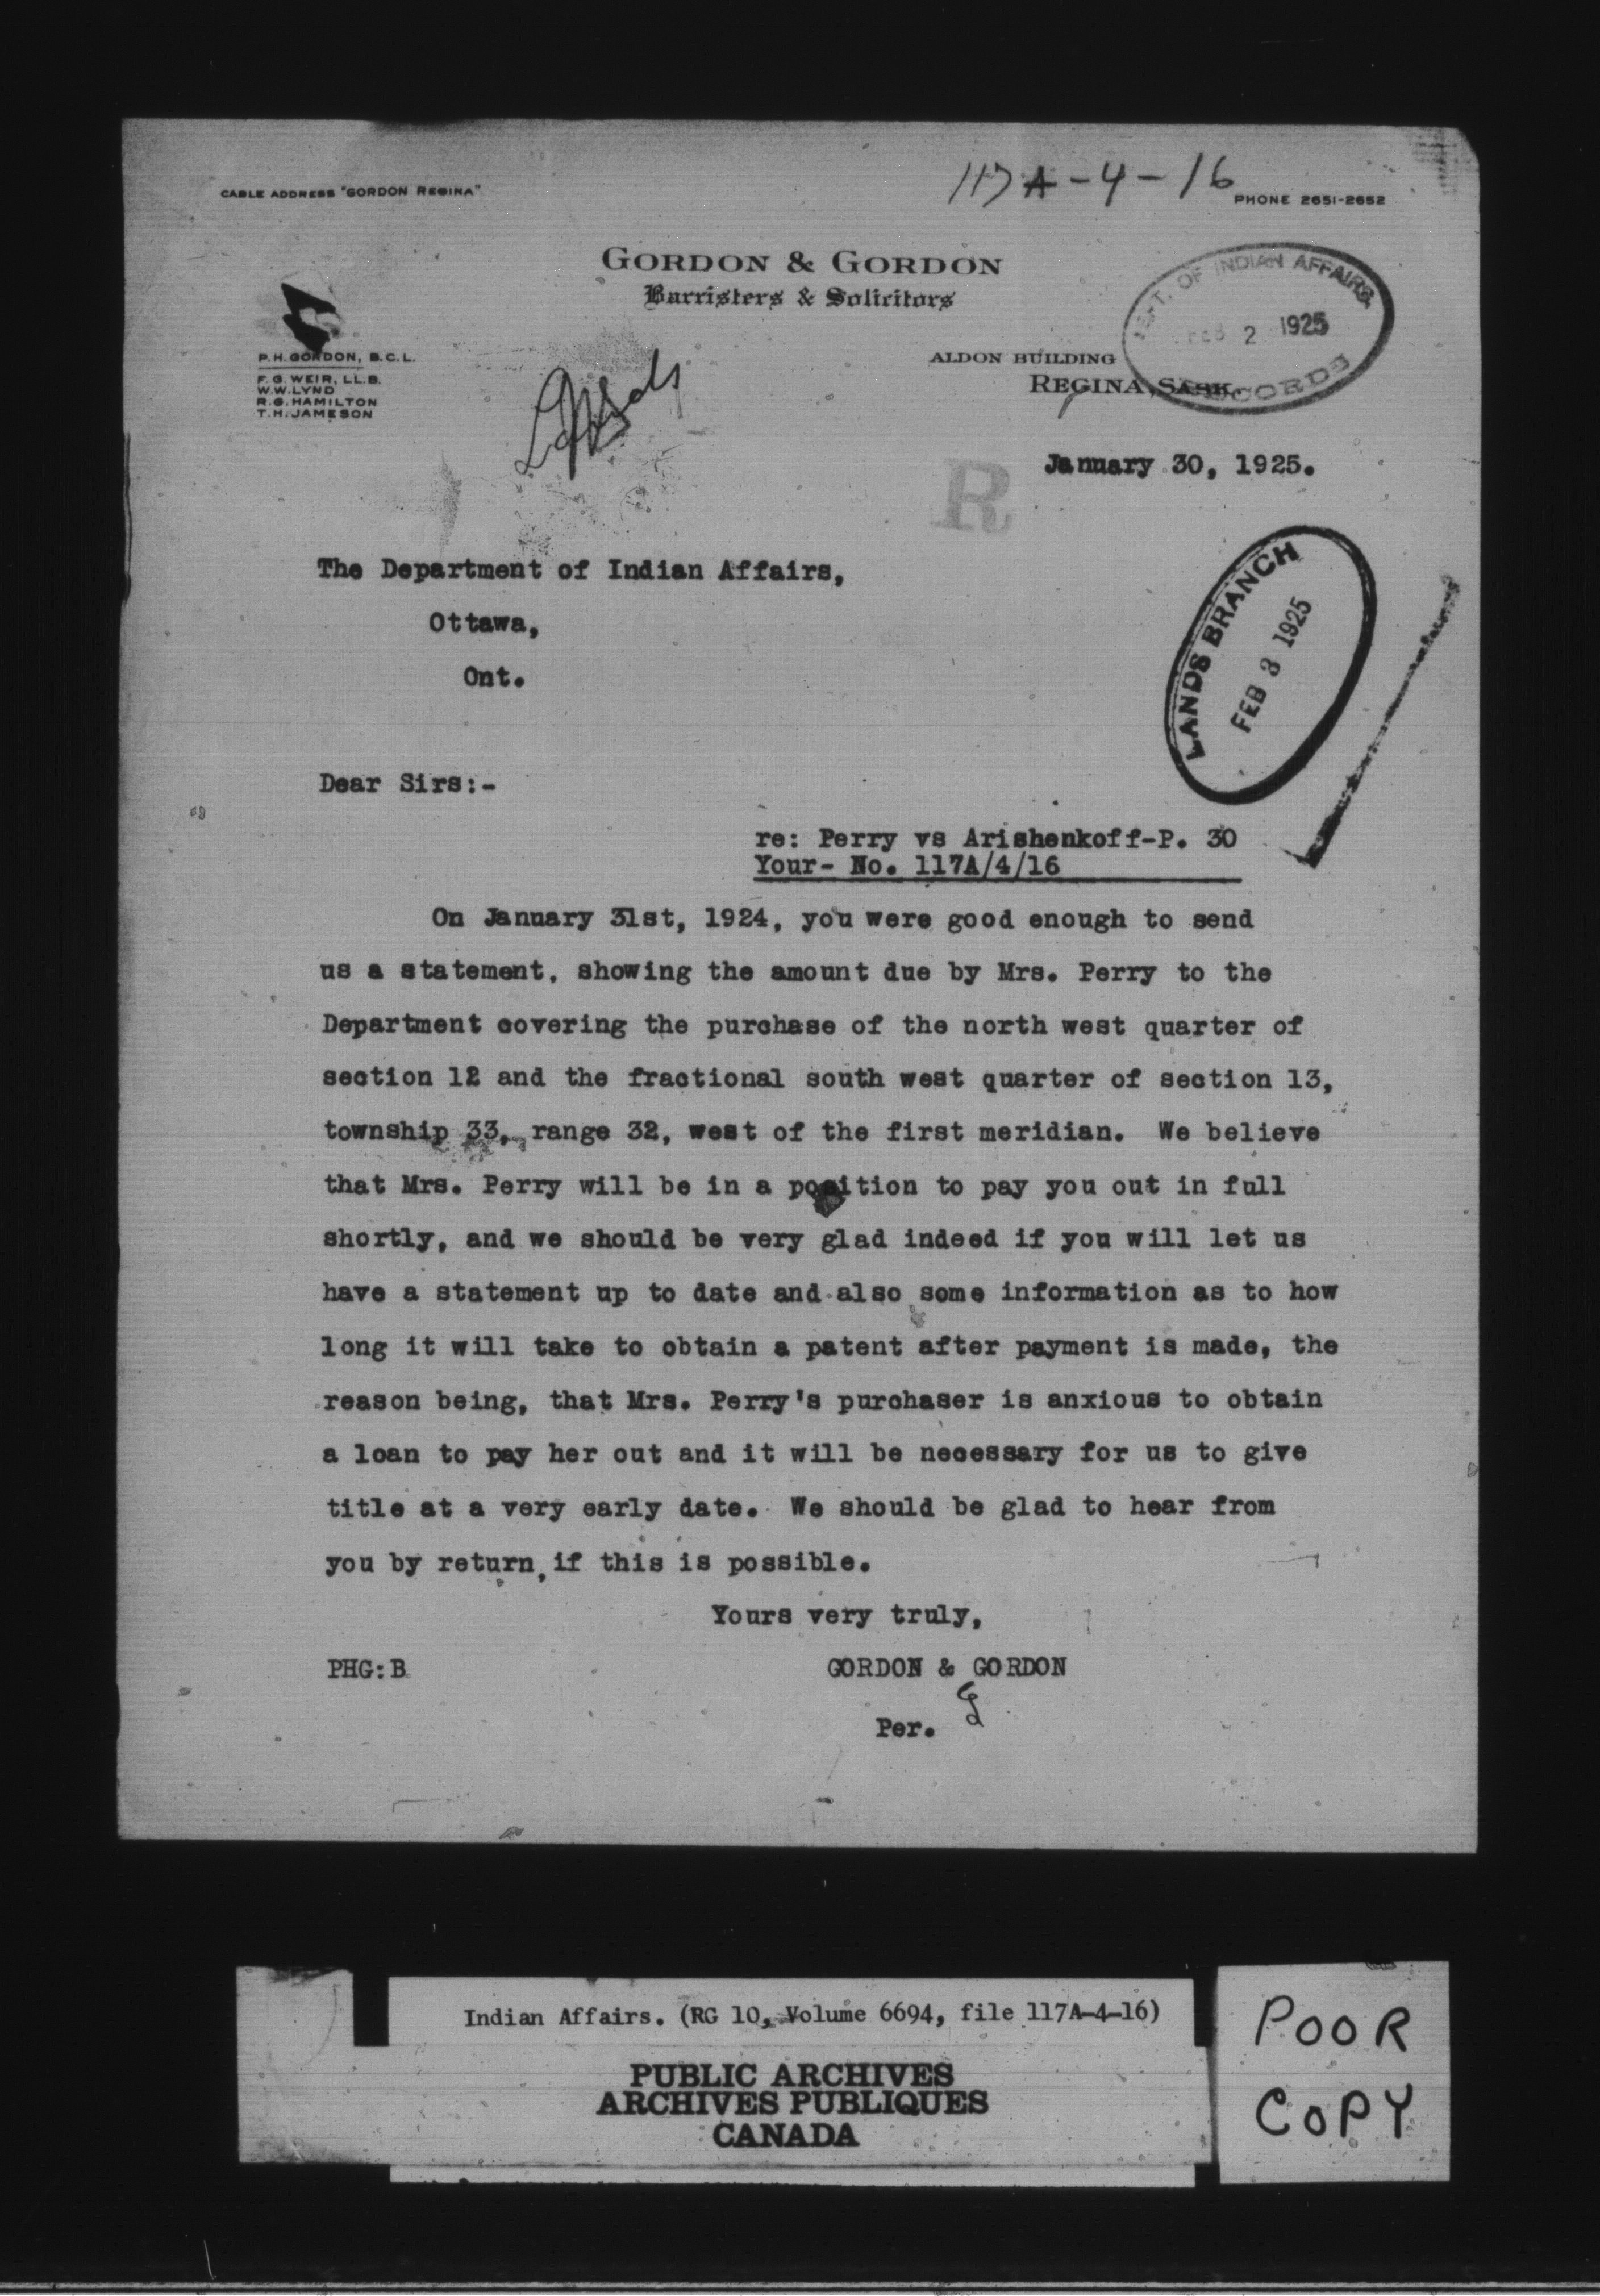 117A-4-16
CABLE ADDRESS "GORDON REGINA"
PHONE 2651-2652
GORDON & GORDON
Barristers & Solicitors
DEPT. OF INDIAN AFFAIRS.
FEB 2 1925
RECORDS
P.H. GORDON, B.C.L.
F.G. WEIR, LL.B.
W.W. LYND
R.G. HAMILTON
T.H. JAMESON
ALDON BUILDING
REGINA, SASK.
January 30, 1925.
R
The Department of Indian Affairs,
Ottawa,
Ont.
LANDS BRANCH
FEB 3 1925
Dear Sirs:-
re: Perry vs Arishenkoff-P. 30
Your- No. 117A/4/16
On January 31st, 1924, you were good enough to send
us a statement, showing the amount due by Mrs. Perry to the
Department covering the purchase of the north west quarter of
section 12 and the fractional south west quarter of section 13,
township 33, range 32, west of the first meridian. We believe
that Mrs. Perry will be in a position to pay you out in full
shortly, and we should be very glad indeed if you will let us
have a statement up to date and also some information as to how
long it will take to obtain a patent after payment is made, the
reason being, that Mrs. Perry's purchaser is anxious to obtain
a loan to pay her out and it will be necessary for us to give
title at a very early date. We should be glad to hear from
you by return, if this is possible.
Yours very truly,
PHG:B
GORDON & GORDON
Per. G
Indian Affairs. (RG 10, Volume 6694, file 117A-4-16)
PUBLIC ARCHIVES
ARCHIVES PUBLIQUES
CANADA
POOR
COPY